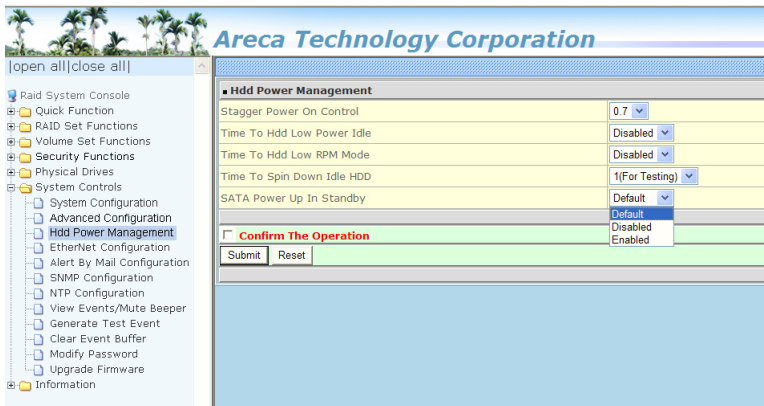 Areca Technology Corporation
|open all|close all|
Raid System Console
Quick Function
RAID Set Functions
Volume Set Functions
Security Functions
Physical Drives
System Controls
System Configuration
Advanced Configuration
Hdd Power Management
EtherNet Configuration
Alert By Mail Configuration
SNMP Configuration
NTP Configuration
View Events/Mute Beeper
Generate Test Event
Clear Event Buffer
Modify Password
Upgrade Firmware
Information
Hdd Power Management
Stagger Power On Control 0.7
Time To Hdd Low Power Idle Disabled
Time To Hdd Low RPM Mode Disabled
Time To Spin Down Idle HDD 1(For Testing)
SATA Power Up In Standby Default
Default
Disabled
Enabled
Confirm The Operation
Submit Reset